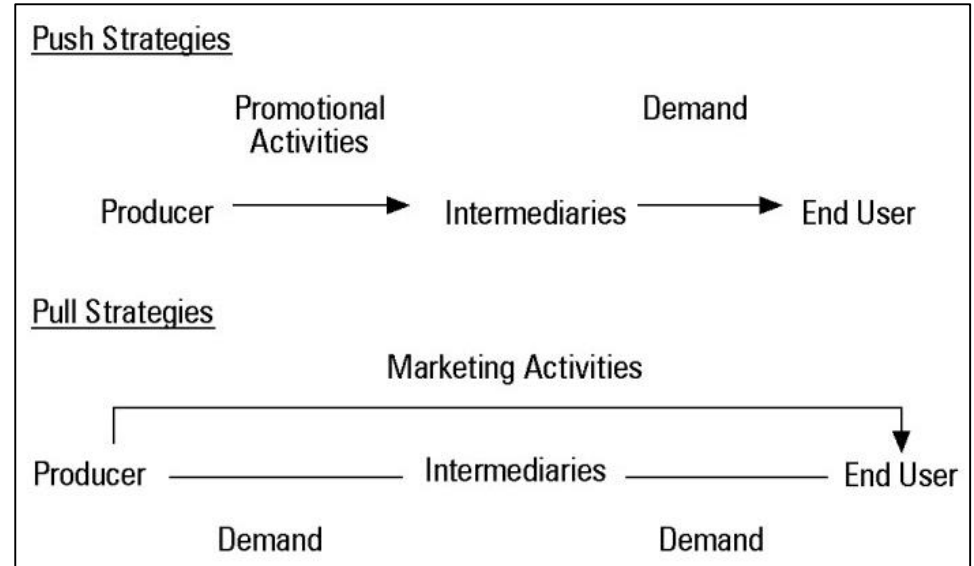 Push Strategies
Promotional
Activities
Demand
Producer
Intermediaries
End User
Pull Strategies
Marketing Activities
Producer
Intermediaries
End User
Demand
Demand